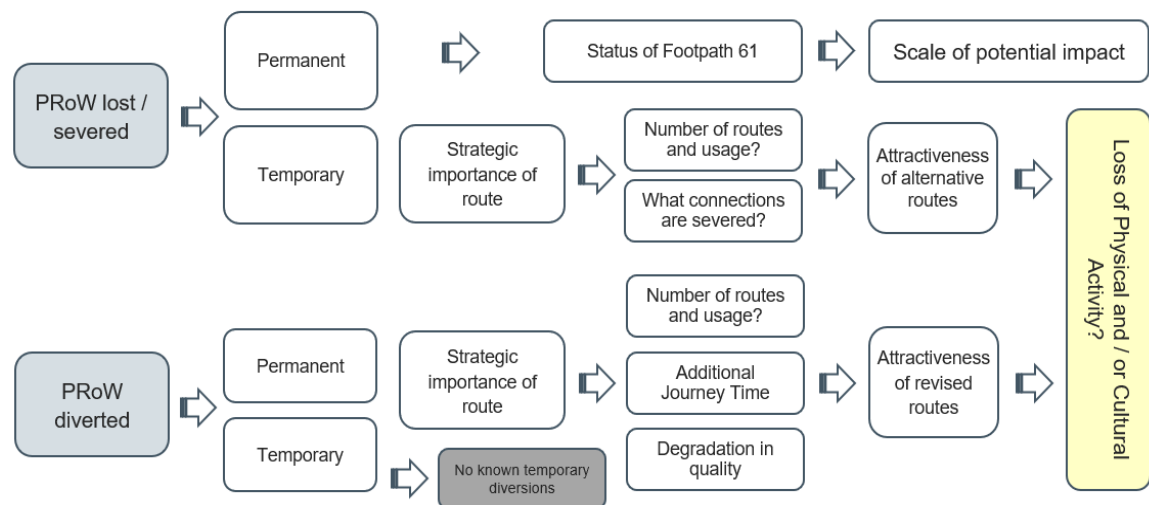 PRoW lost /
severed
Permanent
Status of Footpath 61
Scale of potential impact
Temporary
Strategic
importance of
route
Number of routes
and usage?
What connections
are severed?
Attractiveness
of alternative
routes
Loss of Physical and / or Cultural
Activity?
PRoW
diverted
Permanent
Temporary
Strategic
importance of
route
No known temporary
diversions
Number of routes
and usage?
Additional
Journey Time
Degradation in
quality
Attractiveness
of revised
routes